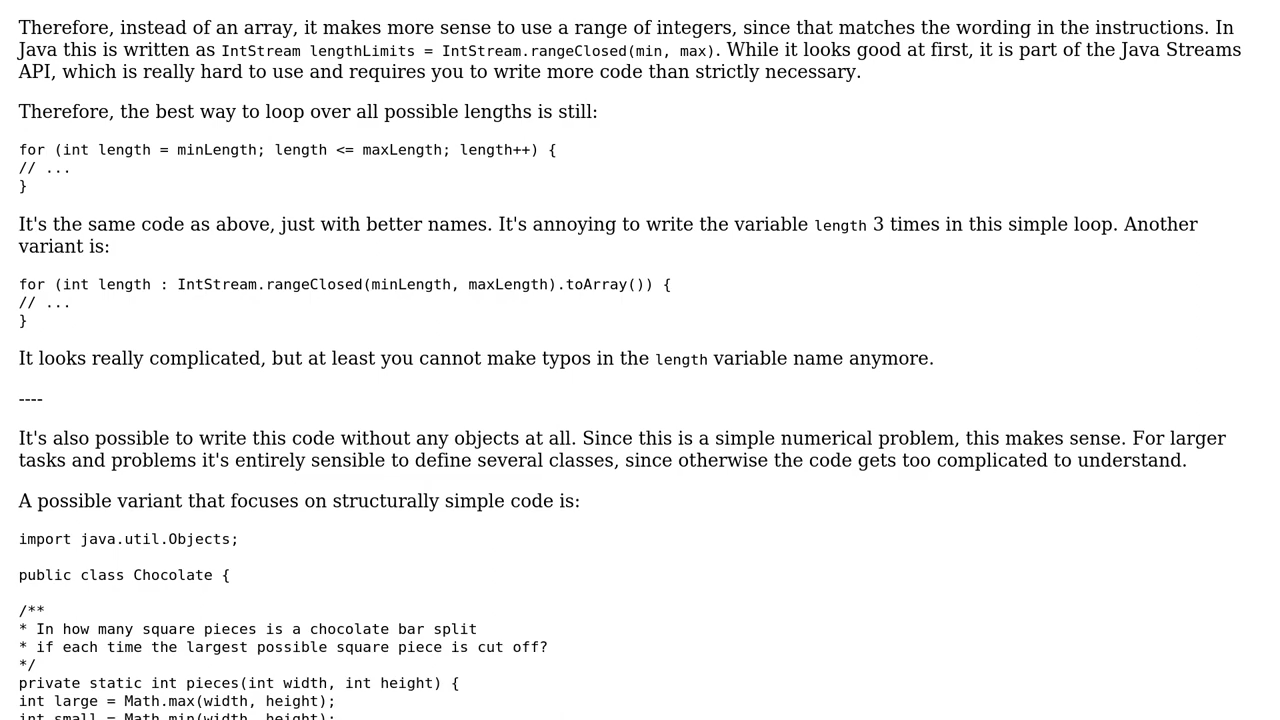 Therefore, instead of an array, it makes more sense to use a range of integers, since that matches the wording in the instructions. In
Java this is written as IntStream lengthLimits = IntStream.rangeClosed(min, max). While it looks good at first, it is part of the Java Streams
API, which is really hard to use and requires you to write more code than strictly necessary.
Therefore, the best way to loop over all possible lengths is still:
for (int length = minLength; length <= maxLength; length++) {
// ...
}
It's the same code as above, just with better names. It's annoying to write the variable length 3 times in this simple loop. Another
variant is:
for (int length : IntStream.rangeClosed(minLength, maxLength).toArray()) {
// ...
}
It looks really complicated, but at least you cannot make typos in the length variable name anymore.
----
It's also possible to write this code without any objects at all. Since this is a simple numerical problem, this makes sense. For larger
tasks and problems it's entirely sensible to define several classes, since otherwise the code gets too complicated to understand.
A possible variant that focuses on structurally simple code is:
import java.util.Objects;
public class Chocolate {
/**
* In how many square pieces is a chocolate bar split
* if each time the largest possible square piece is cut off?
*/
private static int pieces(int width, int height) {
int large = Math.max(width, height);
int small = Math.min(width, height);